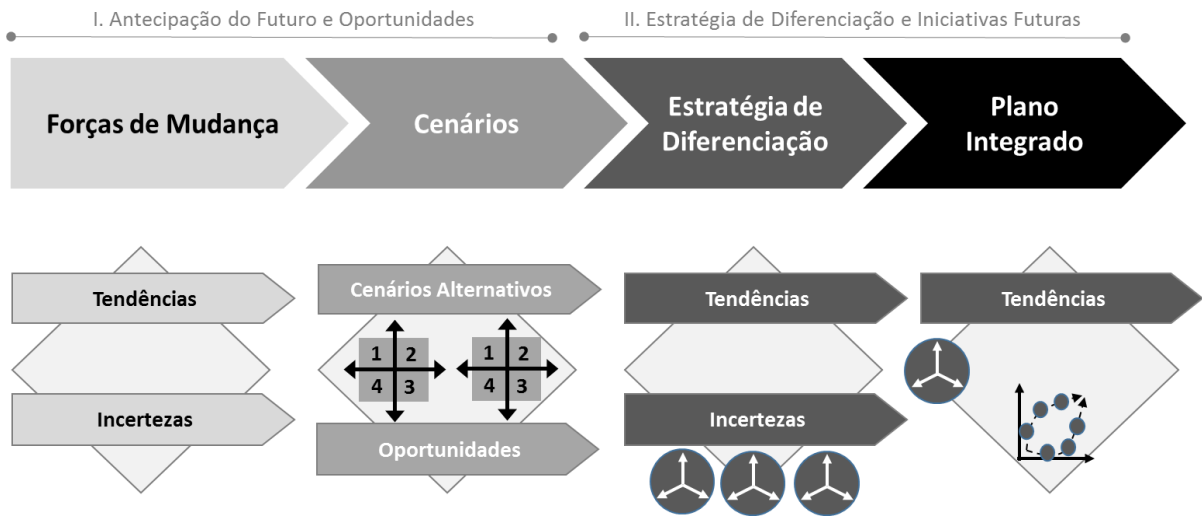 I. Antecipação do Futuro e Oportunidades
II. Estratégia de Diferenciação e Iniciativas Futuras
Forças de Mudança
Cenários
Estratégia de
Diferenciação
Plano
Integrado
Tendências
Incertezas
Cenários Alternativos
1 2
4 3
1 2
4 3
Oportunidades
Tendências
Incertezas
Tendências